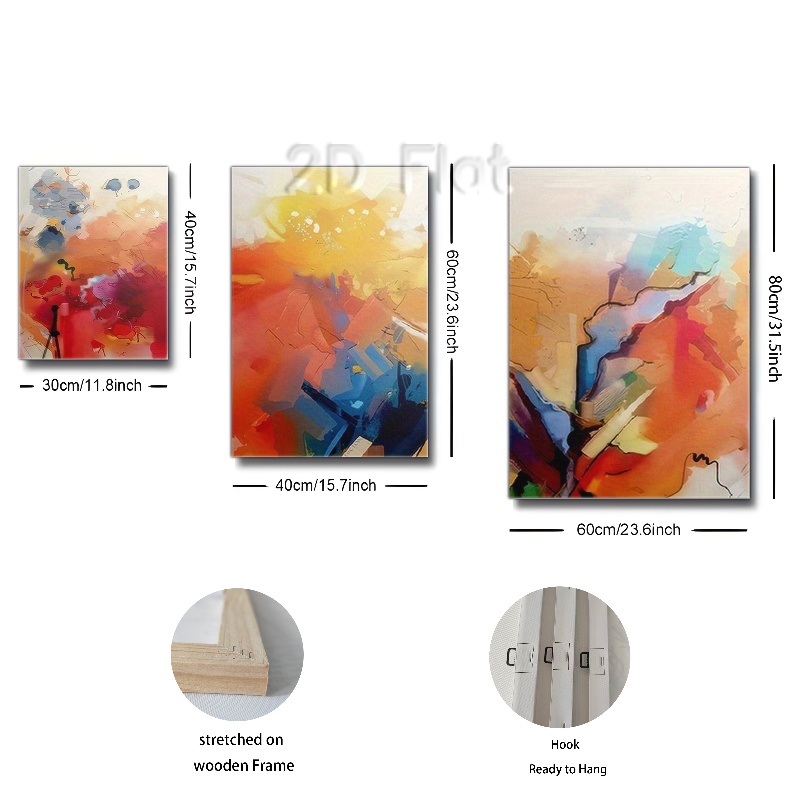 2D Flat
40cm/15.7inch
30cm/11.8inch
60cm/23.6inch
40cm/15.7inch
80cm/31.5inch
60cm/23.6inch
stretched on
wooden Frame
Hook
Ready to Hang